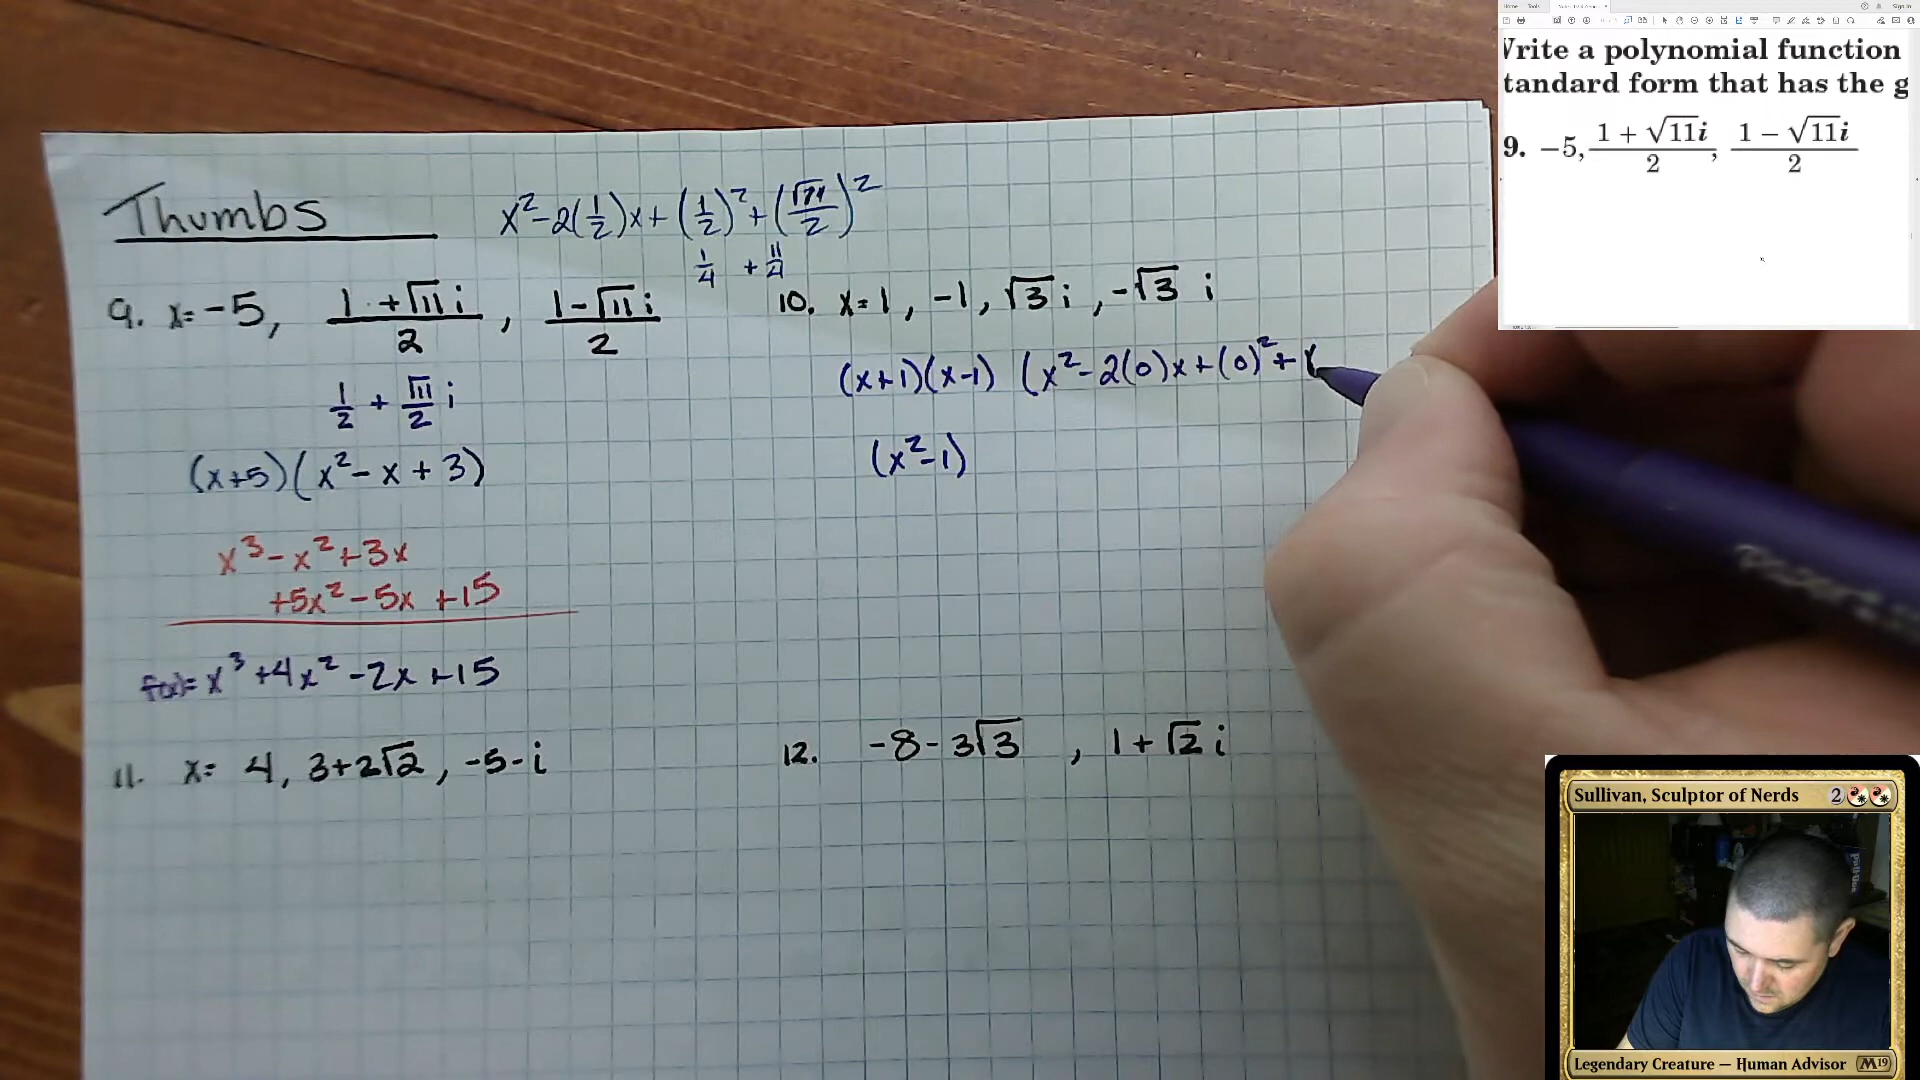 Write a polynomial function
tandard form that has the g
9. −5, (1 + √11i)/2, (1 − √11i)/2
Thumbs
x² - 2(1/2)x + (1/2)² + (√11/2)²
1/4 + 11/4
9. x = -5, (1 + √11 i)/2, (1 - √11 i)/2
1/2 + √11/2 i
(x+5)(x² - x + 3)
x³ - x² + 3x
+5x² - 5x + 15
f(x) = x³ + 4x² - 2x + 15
10. x = 1, -1, √3 i, -√3 i
(x+1)(x-1) (x² - 2(0)x + (0)² + (
(x² - 1)
11. x = 4, 3+2√2, -5-i
12. -8-3√3, 1+√2 i
Sullivan, Sculptor of Nerds 2
Legendary Creature — Human Advisor M19